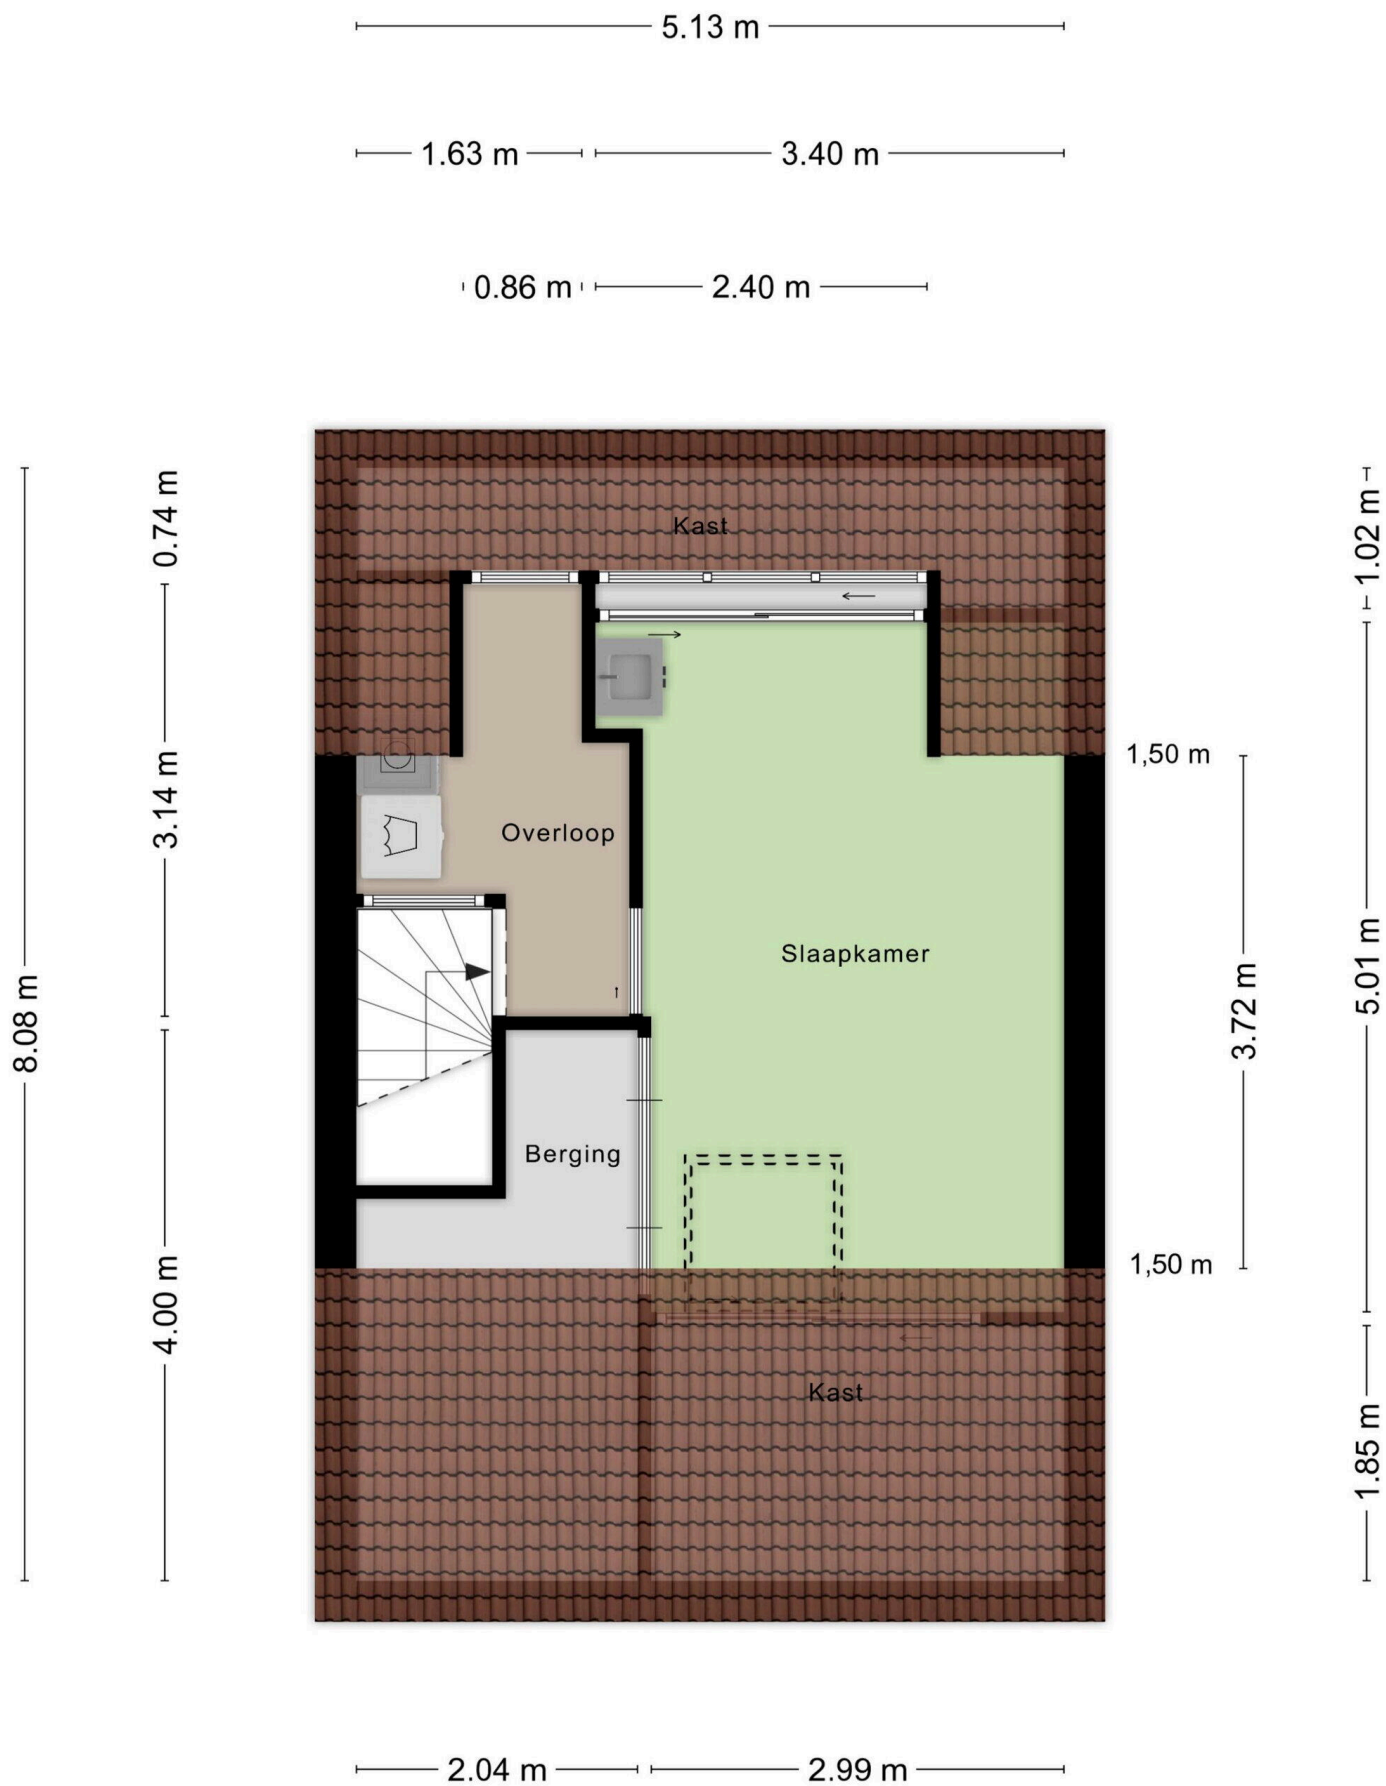 5.13 m
1.63 m
3.40 m
0.86 m
2.40 m
0.74 m
1.02 m
Kast
1,50 m
3.14 m
Overloop
Slaapkamer
5.01 m
8.08 m
3.72 m
Berging
1,50 m
4.00 m
Kast
1.85 m
2.04 m
2.99 m